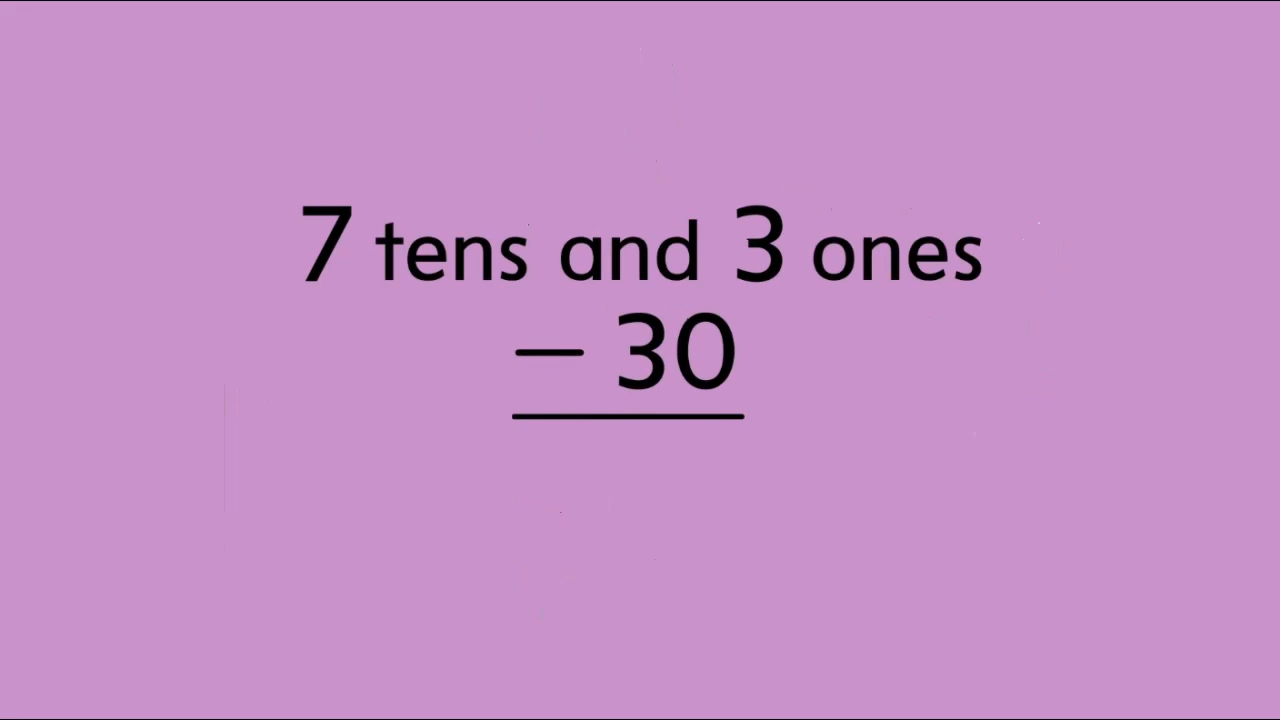 7 tens and 3 ones
– 30